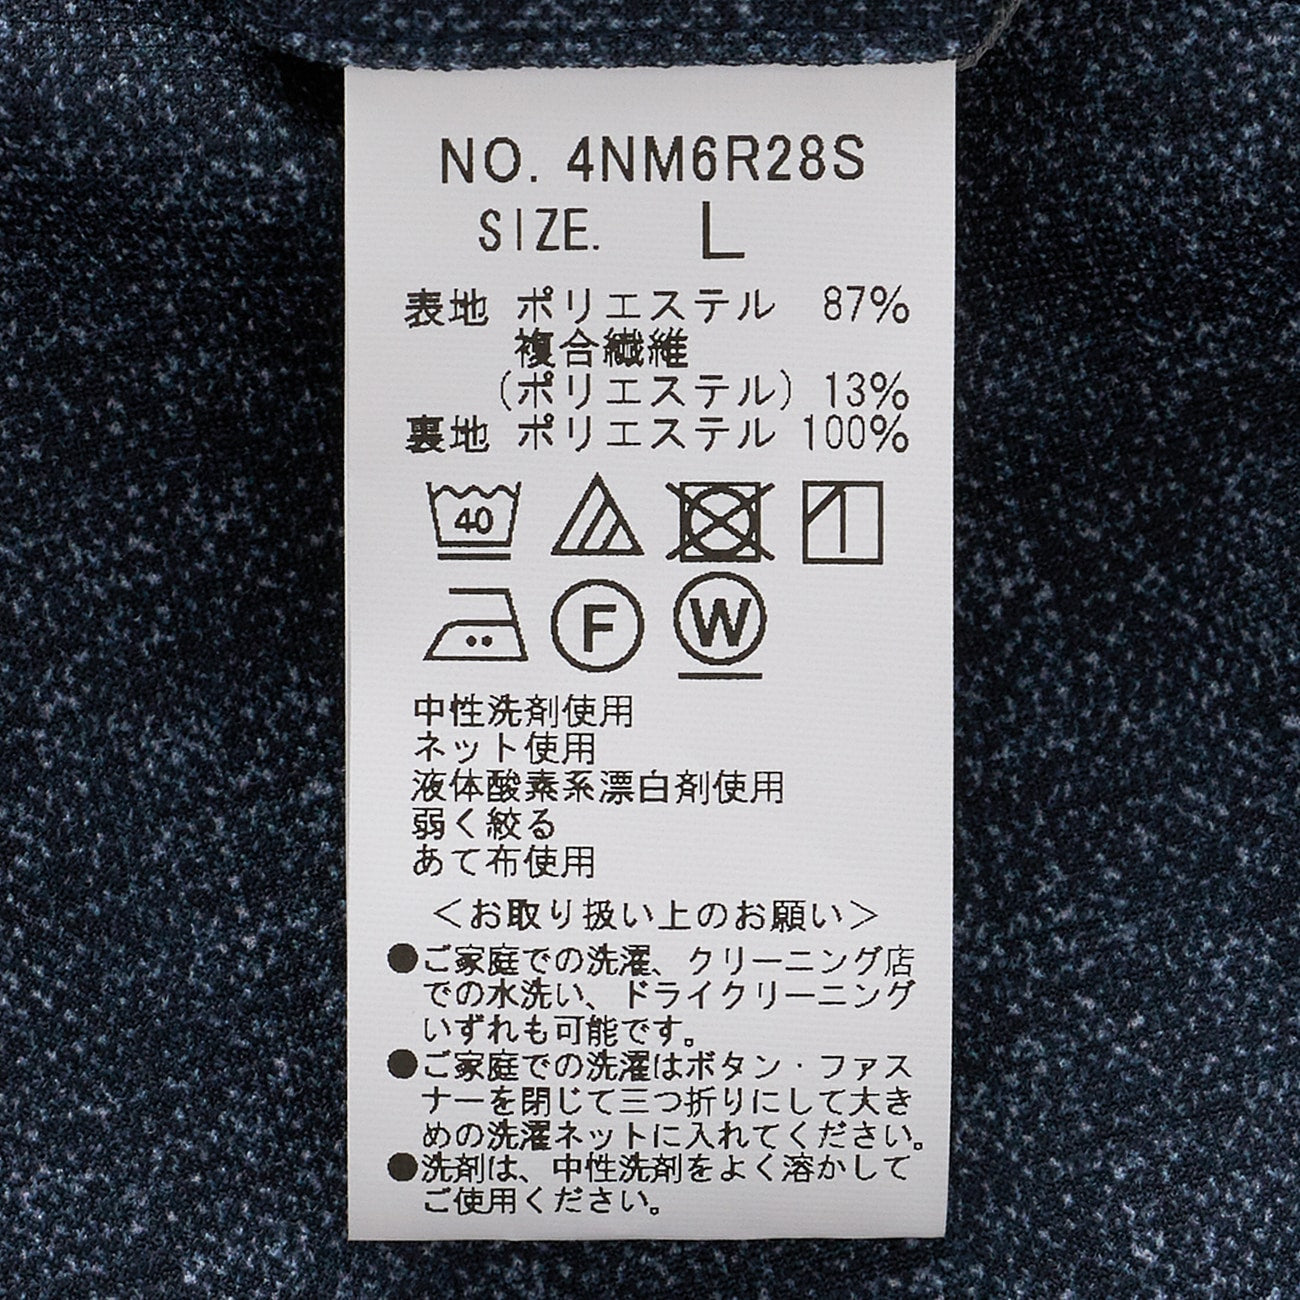 NO. 4NM6R28S
SIZE. L
表地 ポリエステル 87%
複合繊維
(ポリエステル) 13%
裏地 ポリエステル 100%
40
F W
中性洗剤使用
ネット使用
液体酸素系漂白剤使用
弱く絞る
あて布使用
<お取り扱い上のお願い>
●ご家庭での洗濯、クリーニング店
での水洗い、ドライクリーニング
いずれも可能です。
●ご家庭での洗濯はボタン・ファス
ナーを閉じて三つ折りにして大き
めの洗濯ネットに入れてください。
●洗剤は、中性洗剤をよく溶かして
ご使用ください。